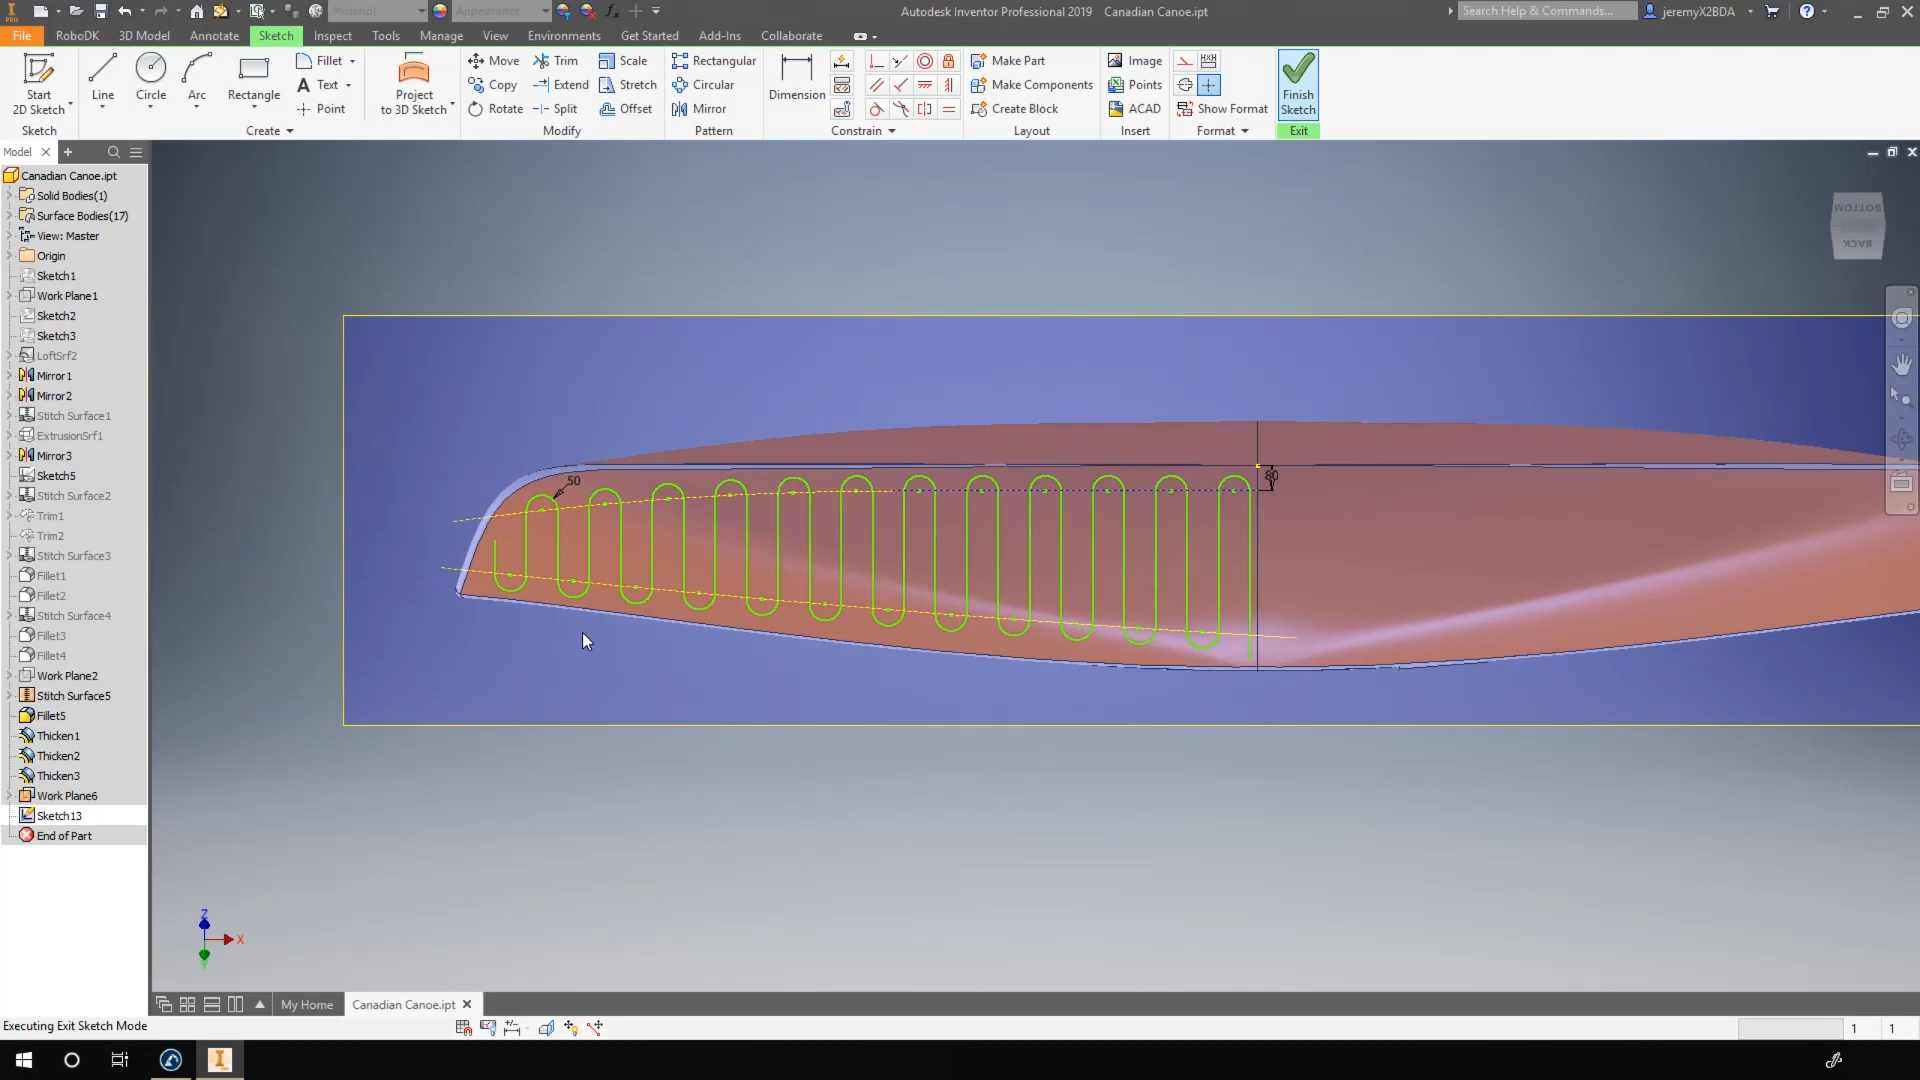 Material
Appearance
Autodesk Inventor Professional 2019 Canadian Canoe.ipt
Search Help & Commands...
jeremyX2BDA
PRO
File
RoboDK
3D Model
Annotate
Sketch
Inspect
Tools
Manage
View
Environments
Get Started
Add-Ins
Collaborate
Start
2D Sketch
Line
Circle
Arc
Rectangle
Fillet
Text
Point
Project
to 3D Sketch
Move
Copy
Rotate
Trim
Extend
Split
Scale
Stretch
Offset
Rectangular
Circular
Mirror
Dimension
Make Part
Make Components
Create Block
Image
Points
ACAD
Show Format
Finish
Sketch
Sketch
Create
Modify
Pattern
Constrain
Layout
Insert
Format
Exit
Model
Canadian Canoe.ipt
Solid Bodies(1)
Surface Bodies(17)
View: Master
Origin
Sketch1
Work Plane1
Sketch2
Sketch3
LoftSrf2
Mirror1
Mirror2
Stitch Surface1
ExtrusionSrf1
Mirror3
Sketch5
Stitch Surface2
Trim1
Trim2
Stitch Surface3
Fillet1
Fillet2
Stitch Surface4
Fillet3
Fillet4
Work Plane2
Stitch Surface5
Fillet5
Thicken1
Thicken2
Thicken3
Work Plane6
Sketch13
End of Part
BOTTOM
BACK
50
80
Z
X
Y
My Home
Canadian Canoe.ipt
Executing Exit Sketch Mode
1
1